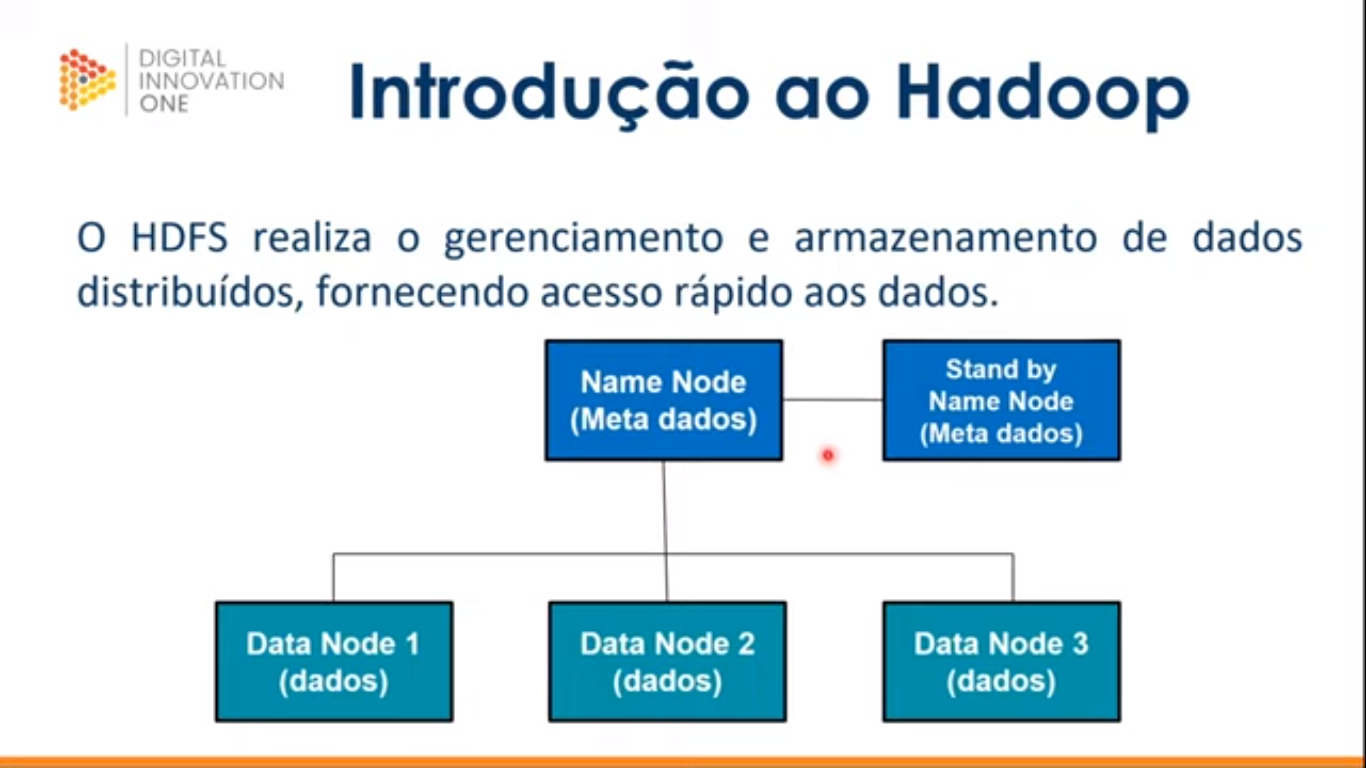 DIGITAL
INNOVATION
ONE
Introdução ao Hadoop
O HDFS realiza o gerenciamento e armazenamento de dados
distribuídos, fornecendo acesso rápido aos dados.
Name Node
(Meta dados)
Stand by
Name Node
(Meta dados)
Data Node 1
(dados)
Data Node 2
(dados)
Data Node 3
(dados)